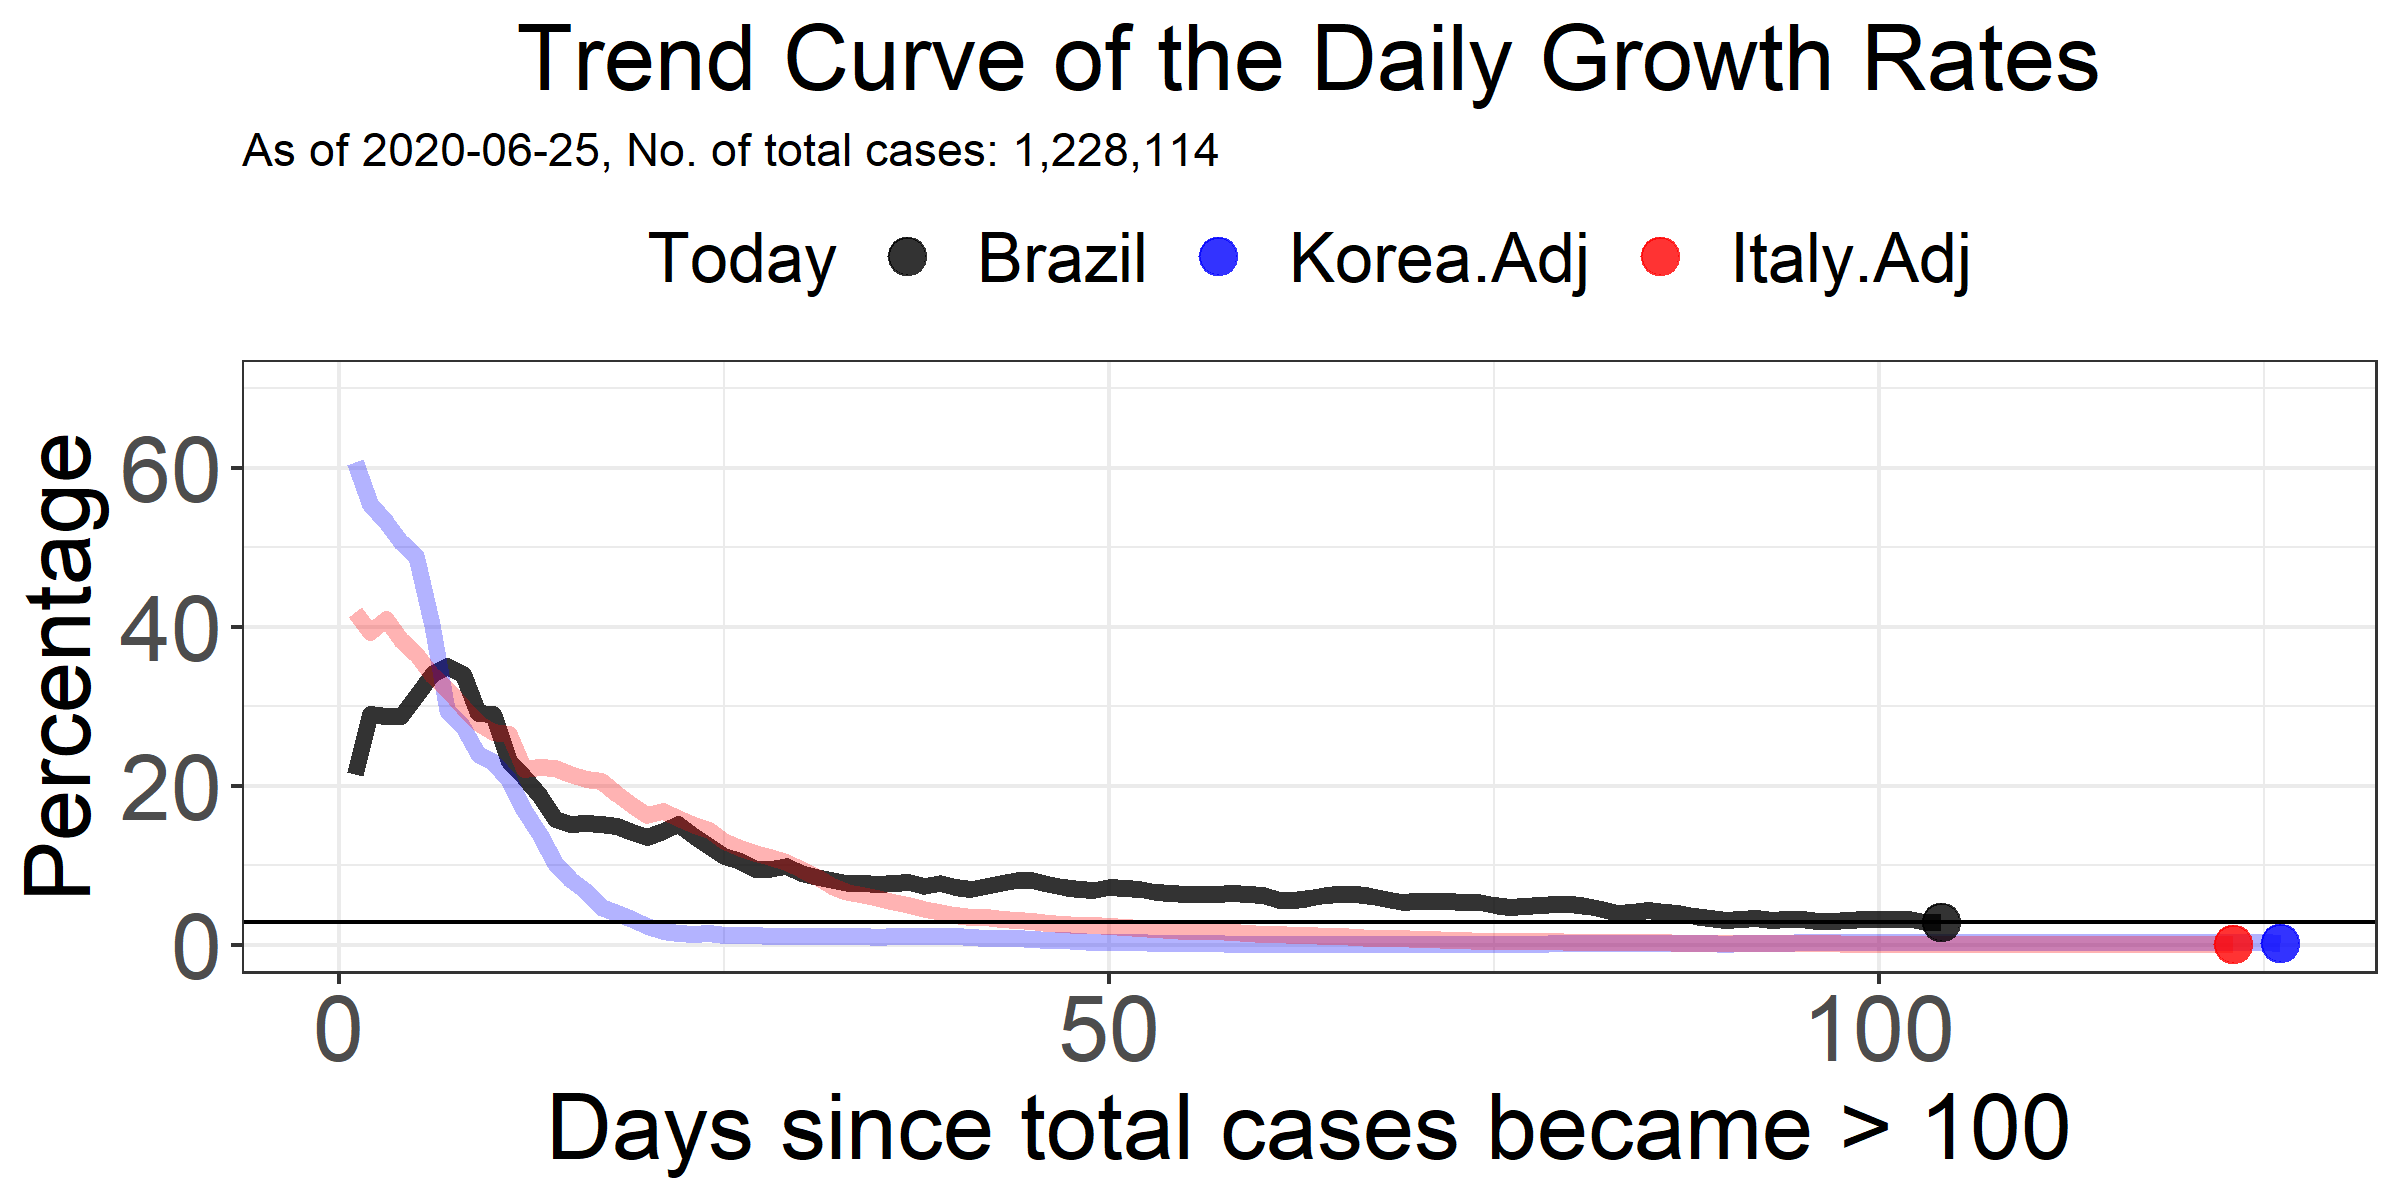 Trend Curve of the Daily Growth Rates
As of 2020-06-25, No. of total cases: 1,228,114
Today Brazil Korea.Adj Italy.Adj
Percentage
60
40
20
0
0 50 100
Days since total cases became > 100